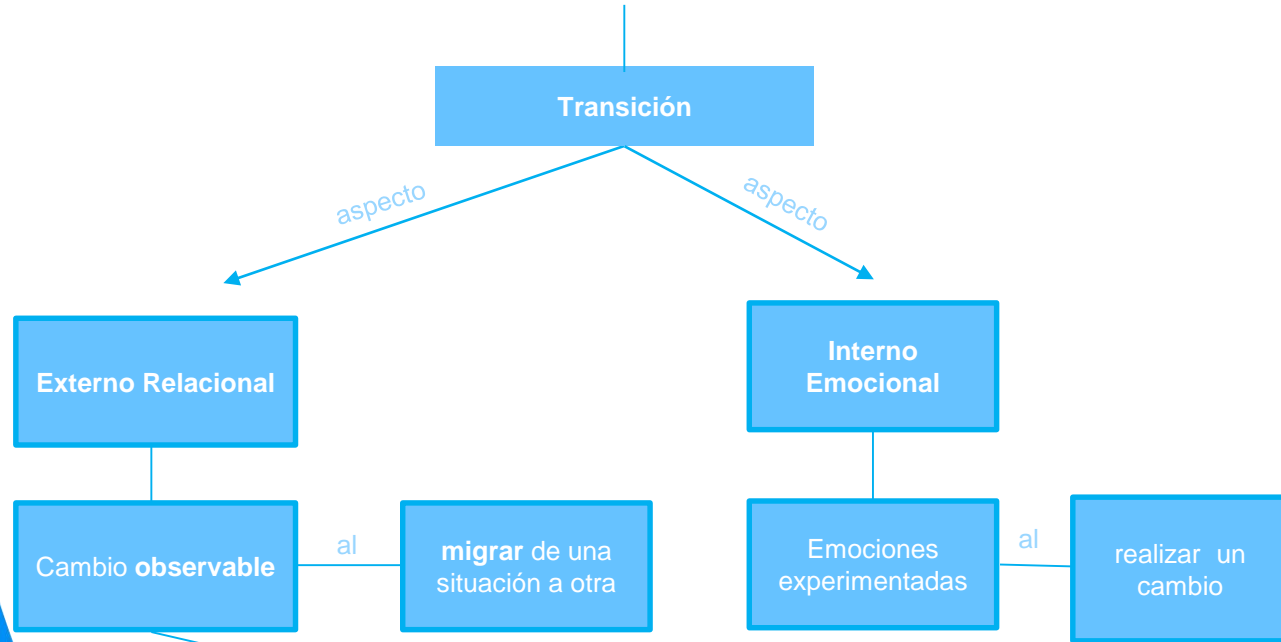 Transición
aspecto
aspecto
Externo Relacional
Interno
Emocional
Cambio observable
al
migrar de una
situación a otra
Emociones
experimentadas
al
realizar un
cambio